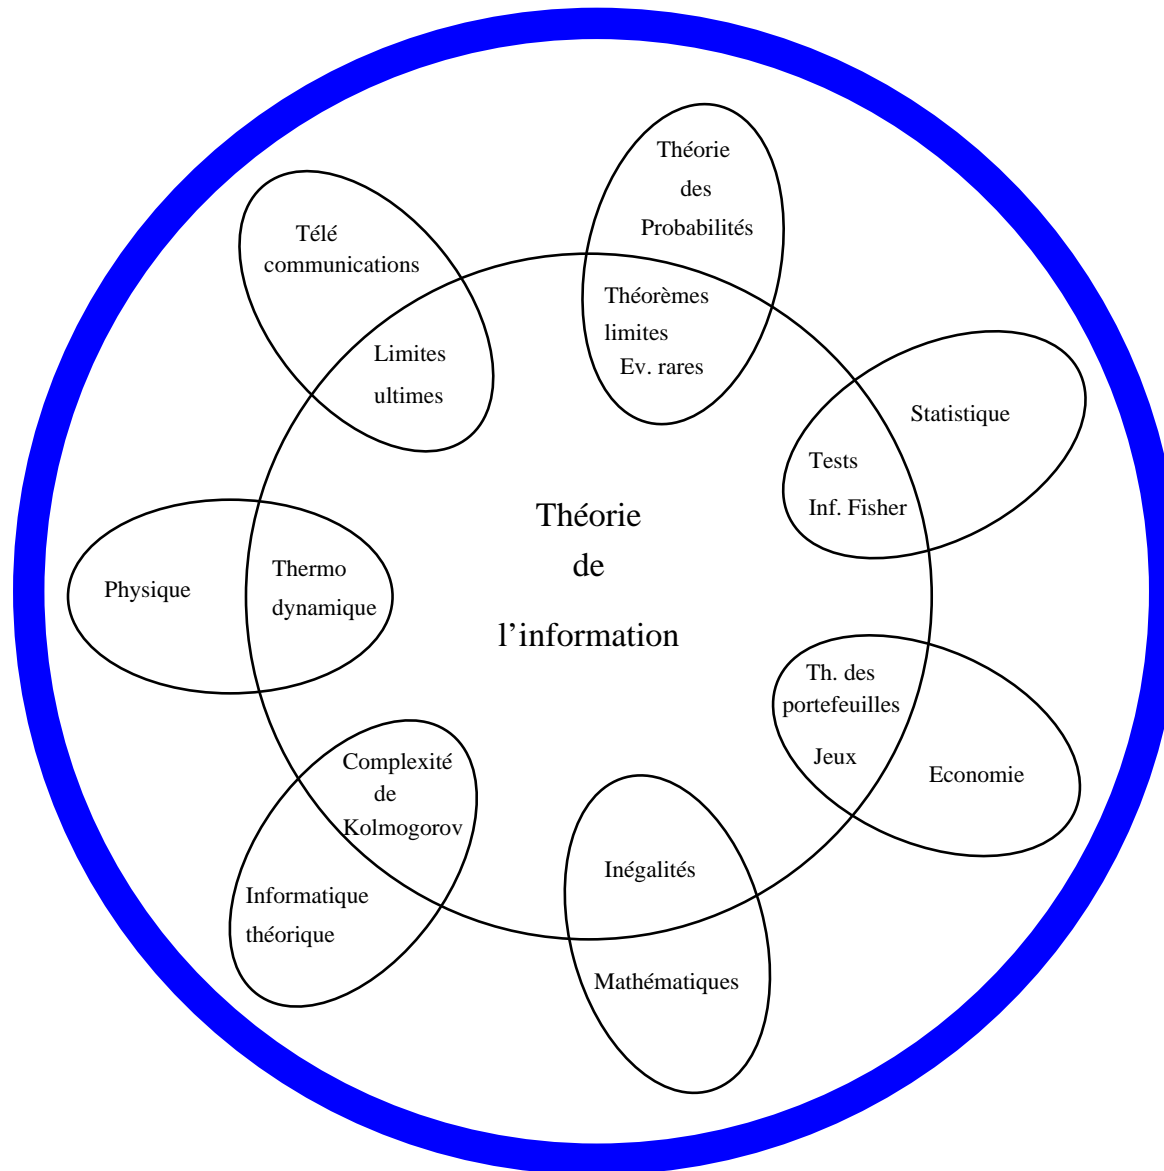 Théorie
des
Probabilités
Théorèmes
limites
Ev. rares
Télé
communications
Limites
ultimes
Statistique
Tests
Inf. Fisher
Théorie
de
l’information
Physique
Thermo
dynamique
Th. des
portefeuilles
Jeux
Economie
Complexité
de
Kolmogorov
Informatique
théorique
Inégalités
Mathématiques